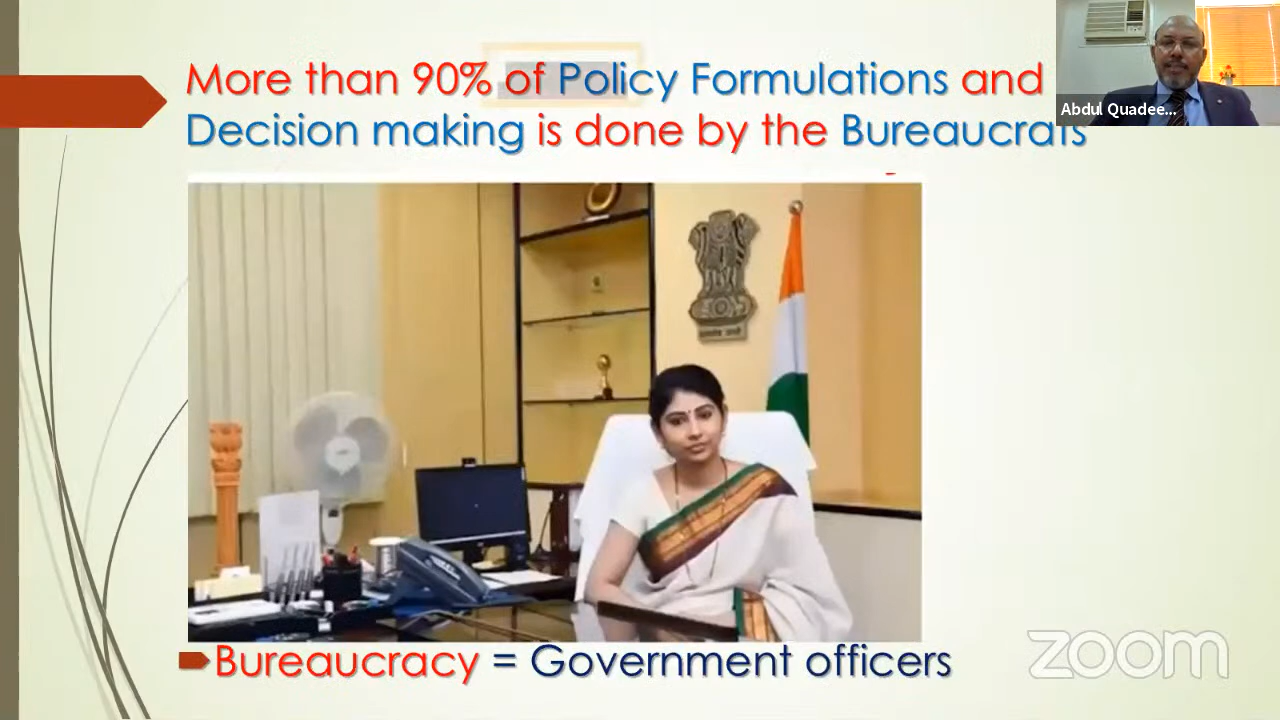 More than 90% of Policy Formulations and
Decision making is done by the Bureaucrats
Abdul Quadee...
Bureaucracy = Government officers
zoom